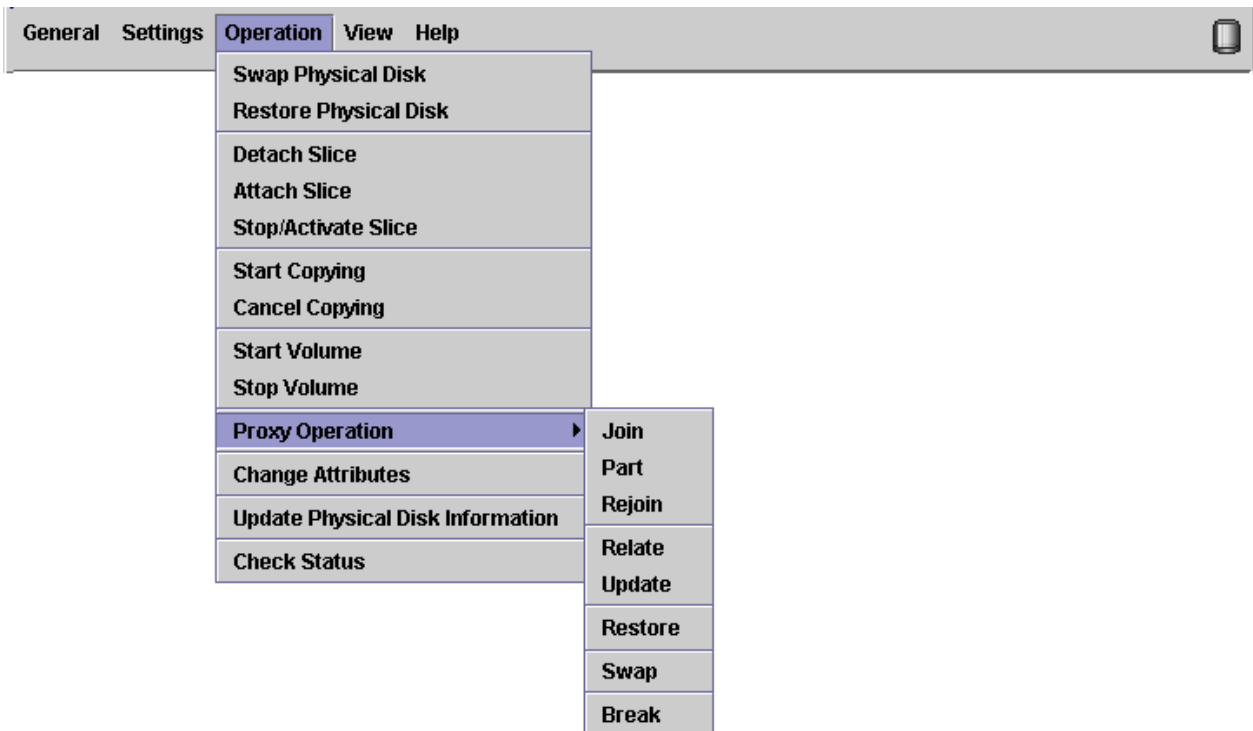 General Settings Operation View Help
Swap Physical Disk
Restore Physical Disk
Detach Slice
Attach Slice
Stop/Activate Slice
Start Copying
Cancel Copying
Start Volume
Stop Volume
Proxy Operation
Change Attributes
Update Physical Disk Information
Check Status
Join
Part
Rejoin
Relate
Update
Restore
Swap
Break